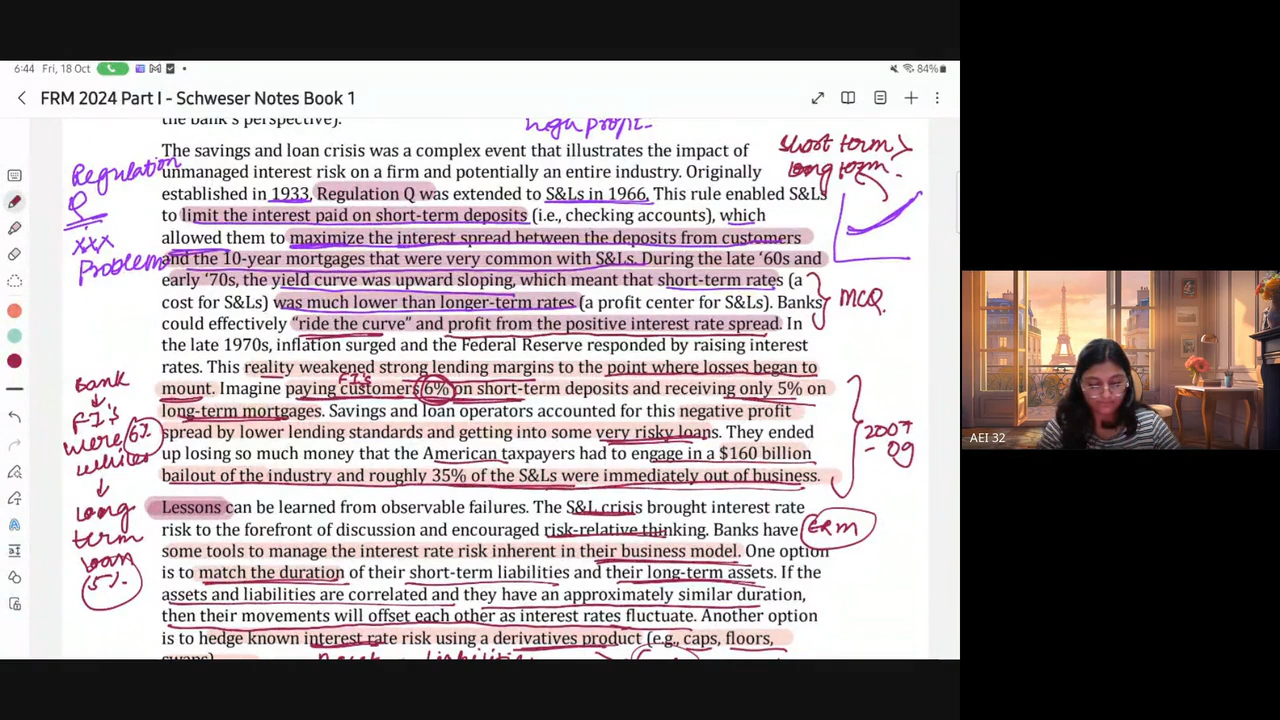 6:44 Fri, 18 Oct 84%
FRM 2024 Part I - Schweser Notes Book 1
the bank's perspective).
high profit.
short term >
long term.
Regulation
Q
xxx
Problem
The savings and loan crisis was a complex event that illustrates the impact of
unmanaged interest risk on a firm and potentially an entire industry. Originally
established in 1933, Regulation Q was extended to S&Ls in 1966. This rule enabled S&Ls
to limit the interest paid on short-term deposits (i.e., checking accounts), which
allowed them to maximize the interest spread between the deposits from customers
and the 10-year mortgages that were very common with S&Ls. During the late '60s and
early '70s, the yield curve was upward sloping, which meant that short-term rates (a
cost for S&Ls) was much lower than longer-term rates (a profit center for S&Ls). Banks
could effectively "ride the curve" and profit from the positive interest rate spread. In
the late 1970s, inflation surged and the Federal Reserve responded by raising interest
rates. This reality weakened strong lending margins to the point where losses began to
mount. Imagine paying customers 6% on short-term deposits and receiving only 5% on
long-term mortgages. Savings and loan operators accounted for this negative profit
spread by lower lending standards and getting into some very risky loans. They ended
up losing so much money that the American taxpayers had to engage in a $160 billion
bailout of the industry and roughly 35% of the S&Ls were immediately out of business.
MCQ.
FI's
Bank
FI's
were 6%
while
long
term
loan
(5%.
2007
- 09
Lessons can be learned from observable failures. The S&L crisis brought interest rate
risk to the forefront of discussion and encouraged risk-relative thinking. Banks have
some tools to manage the interest rate risk inherent in their business model. One option
is to match the duration of their short-term liabilities and their long-term assets. If the
assets and liabilities are correlated and they have an approximately similar duration,
then their movements will offset each other as interest rates fluctuate. Another option
is to hedge known interest rate risk using a derivatives product (e.g., caps, floors,
swaps)
ERM
liabilities
AEI 32